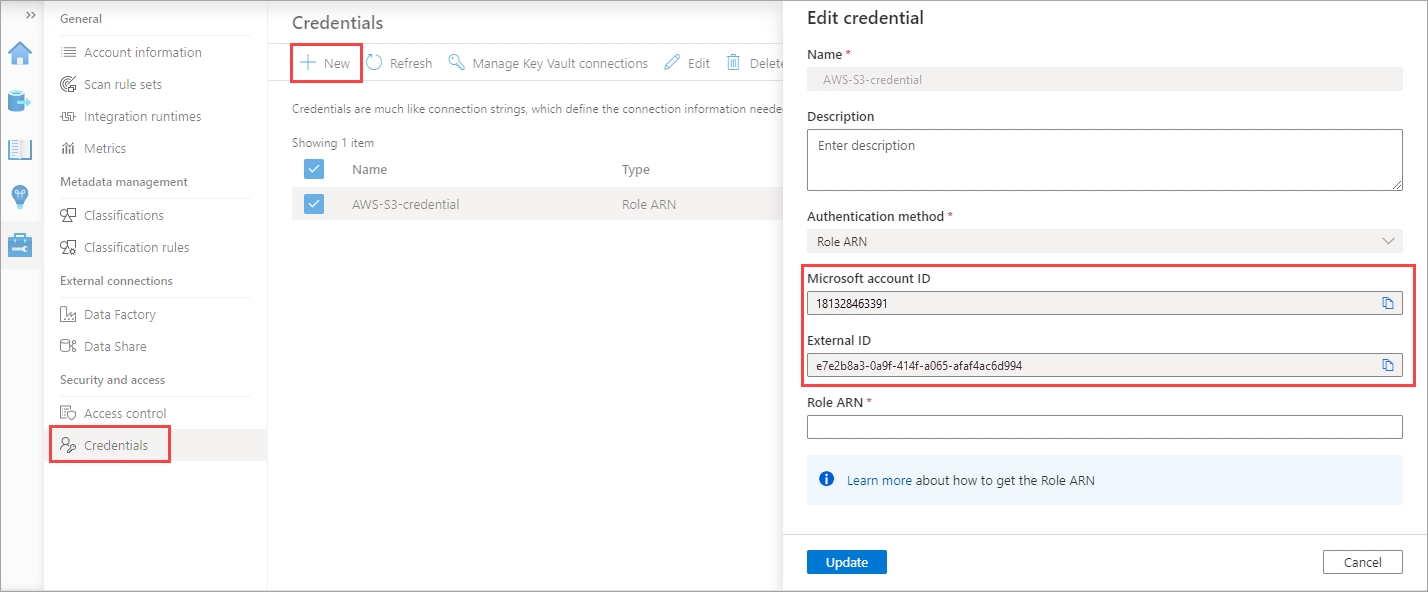 General
Account information
Scan rule sets
Integration runtimes
Metrics
Metadata management
Classifications
Classification rules
External connections
Data Factory
Data Share
Security and access
Access control
Credentials
Credentials
New Refresh Manage Key Vault connections Edit Delete
Credentials are much like connection strings, which define the connection information neede
Showing 1 item
Name Type
AWS-S3-credential Role ARN
Edit credential
Name *
AWS-S3-credential
Description
Enter description
Authentication method *
Role ARN
Microsoft account ID
181328463391
External ID
e7e2b8a3-0a9f-414f-a065-afaf4ac6d994
Role ARN *
Learn more about how to get the Role ARN
Update Cancel